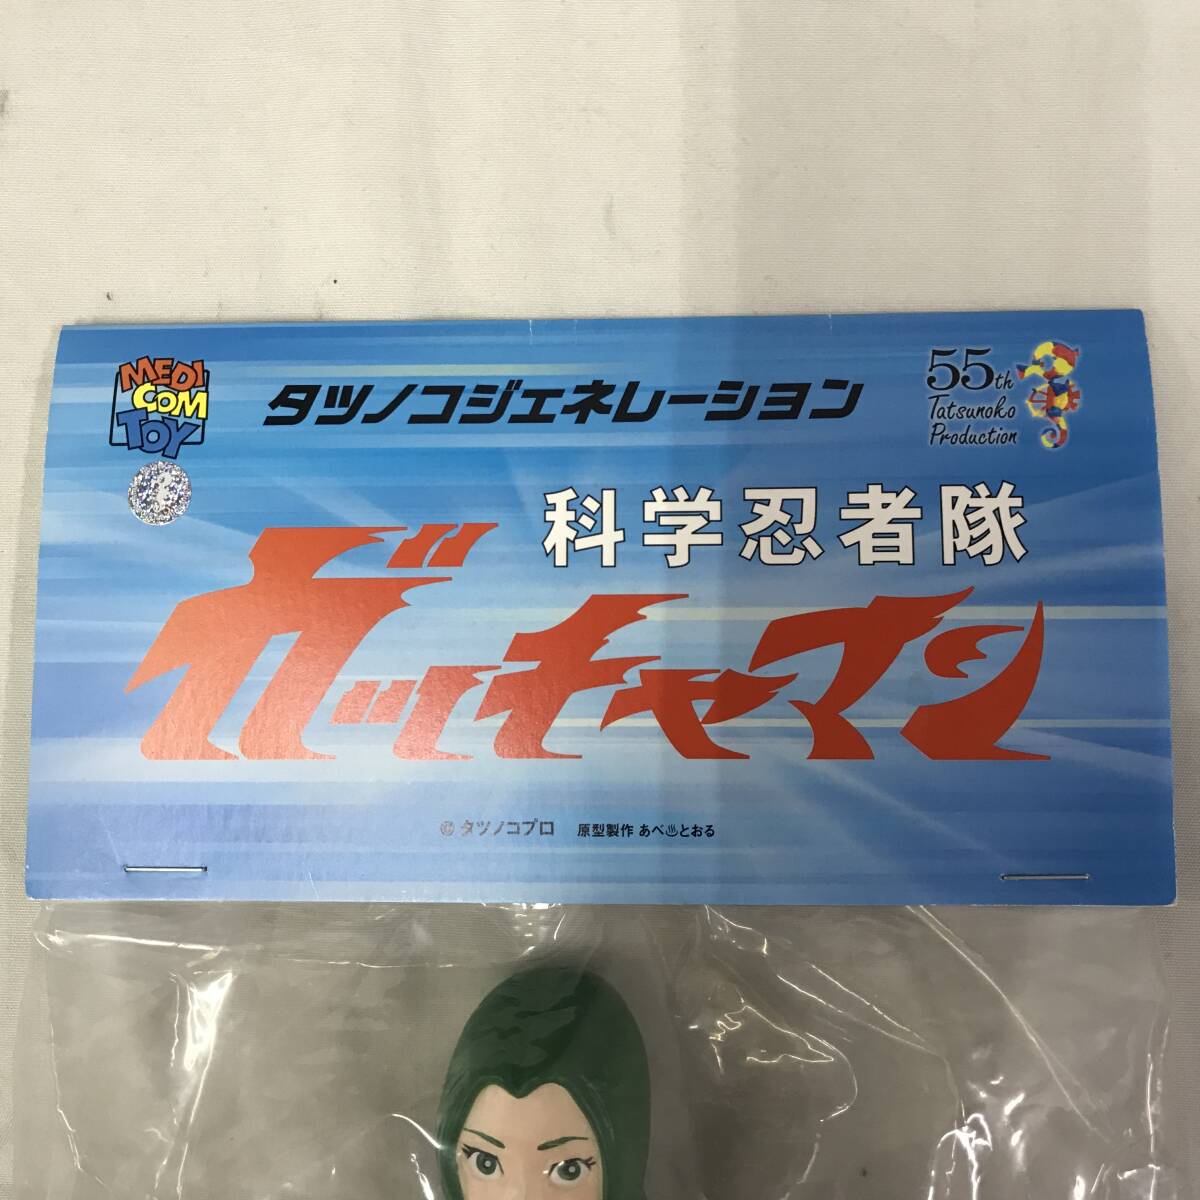 MEDI
COM
TOY
タツノコジェネレーション
55th
Tatsunoko
Production
科学忍者隊
ガッチャマン
タツノコプロ 原型製作 あべ♨とおる